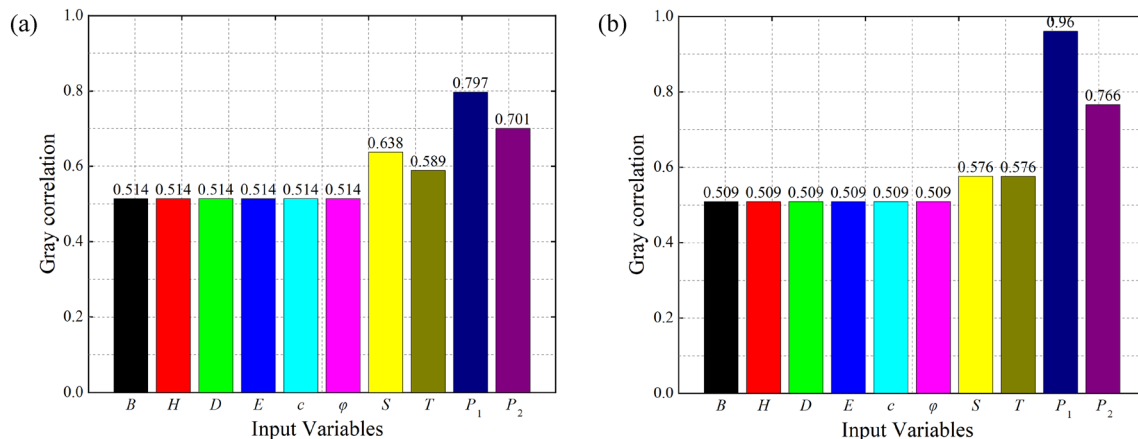 (a)
Gray correlation
1.0
0.8
0.6
0.4
0.2
0.0
0.514 0.514 0.514 0.514 0.514 0.514 0.638 0.589 0.797 0.701
B H D E c φ S T P1 P2
Input Variables
(b)
Gray correlation
1.0
0.8
0.6
0.4
0.2
0.0
0.509 0.509 0.509 0.509 0.509 0.509 0.576 0.576 0.96 0.766
B H D E c φ S T P1 P2
Input Variables